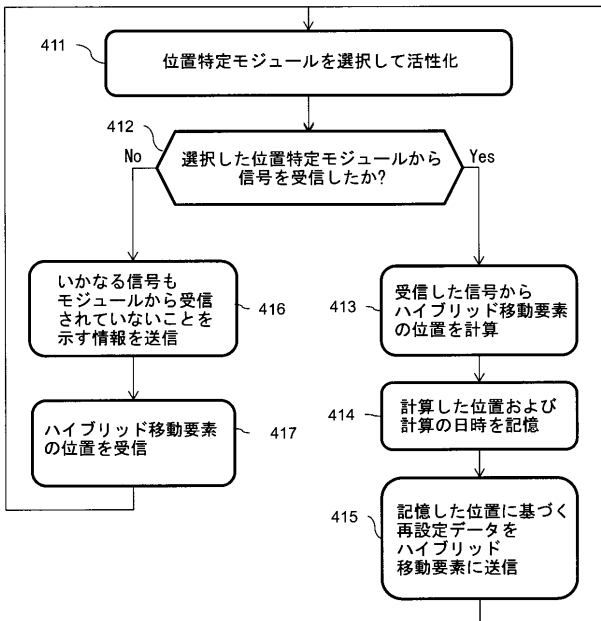 411
位置特定モジュールを選択して活性化
412
選択した位置特定モジュールから
信号を受信したか?
No
Yes
いかなる信号も
モジュールから受信
されていないことを
示す情報を送信
416
ハイブリッド移動要素
の位置を受信
417
413
受信した信号から
ハイブリッド移動要素
の位置を計算
414
計算した位置および
計算の日時を記憶
415
記憶した位置に基づく
再設定データを
ハイブリッド
移動要素に送信